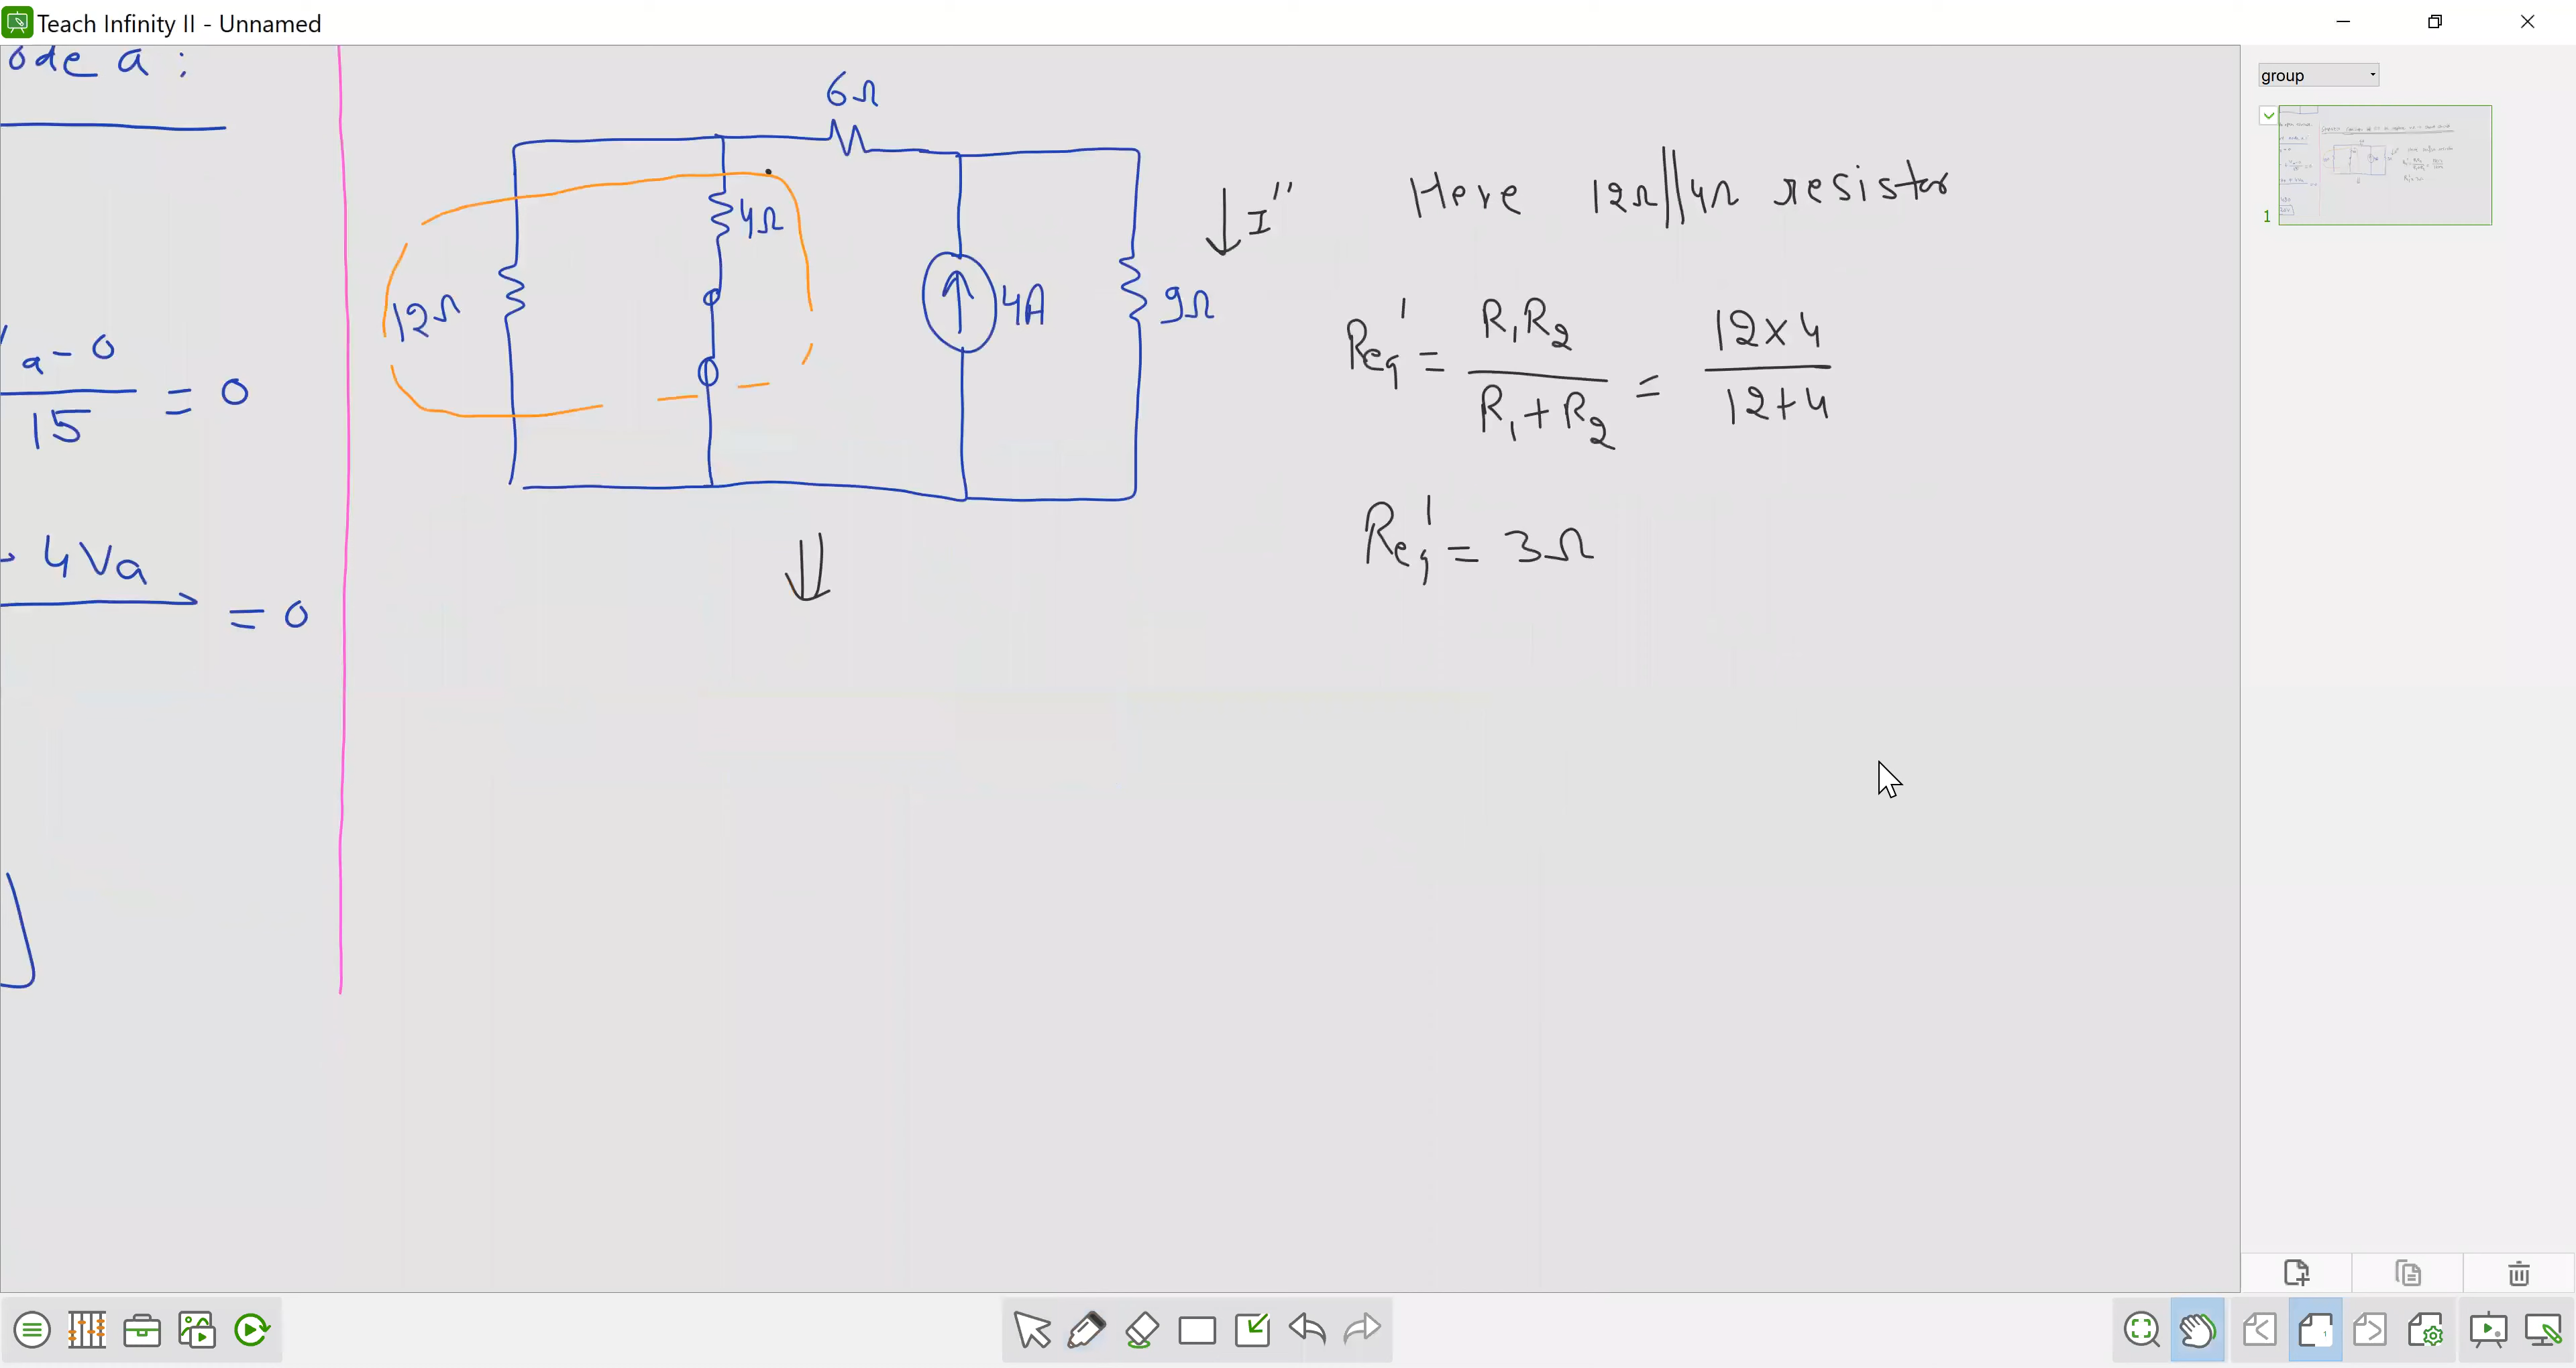 Teach Infinity II - Unnamed
group
ode a :
6Ω
4Ω
12Ω
4A
9Ω
I''
Here 12Ω||4Ω resistor
Req' = R1R2 / R1+R2 = 12×4 / 12+4
Req' = 3Ω
a - 0 / 15 = 0
4Va = 0
1